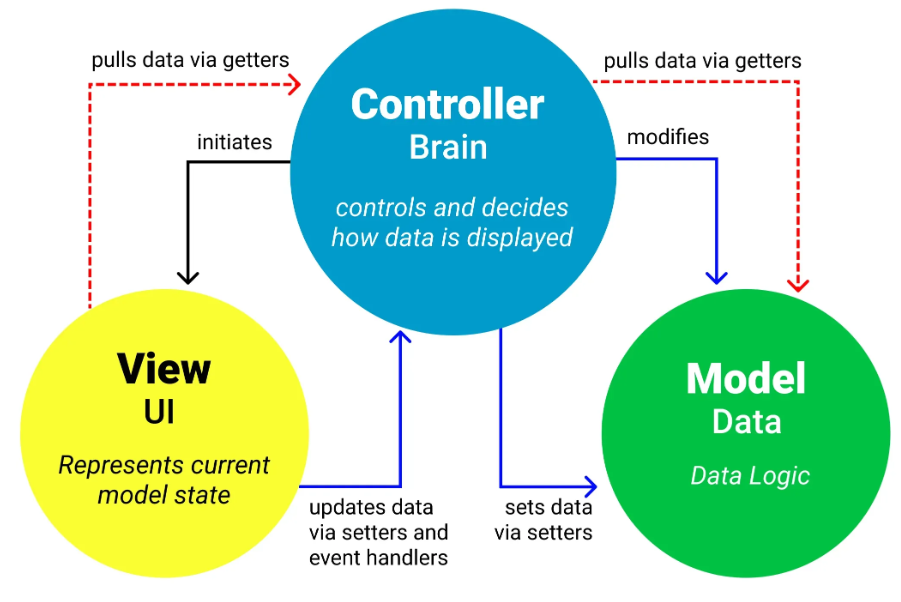 pulls data via getters
pulls data via getters
Controller
Brain
initiates
modifies
controls and decides
how data is displayed
View
UI
Represents current
model state
Model
Data
Data Logic
updates data
via setters and
event handlers
sets data
via setters